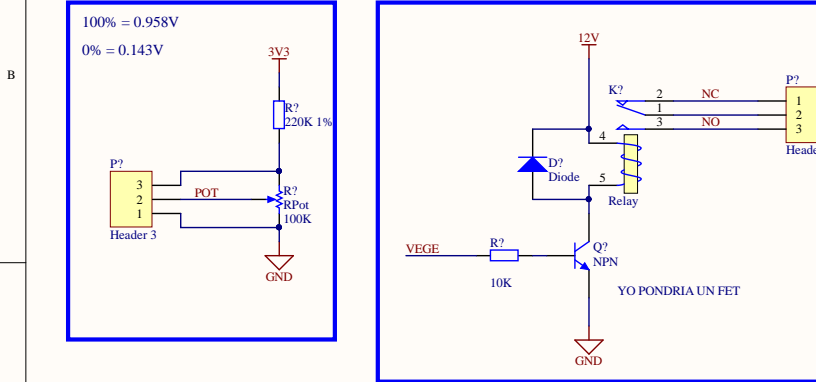 100% = 0.958V
0% = 0.143V
B
3V3
R?
220K 1%
P?
3
2
1
POT
R?
RPot
100K
Header 3
GND
12V
K?
2
1
3
NC
NO
P?
1
2
3
Heade
4
5
D?
Diode
Relay
VEGE
R?
10K
Q?
NPN
YO PONDRIA UN FET
GND